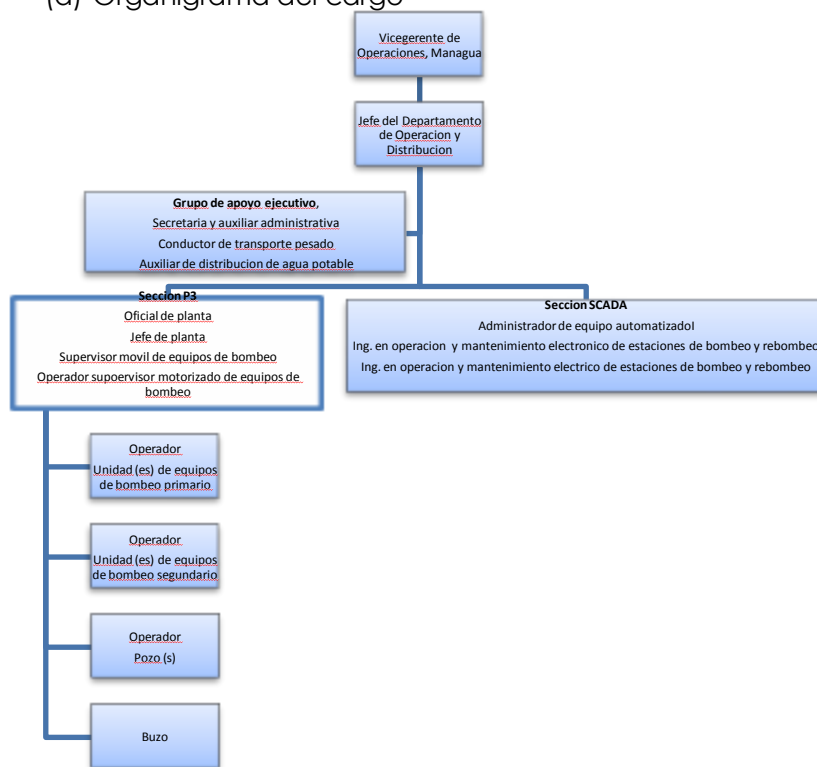 (a) Organigrama del cargo
Vicegerente de
Operaciones, Managua
Jefe del Departamento
de Operacion y
Distribucion
Grupo de apoyo ejecutivo,
Secretaria y auxiliar administrativa
Conductor de transporte pesado
Auxiliar de distribucion de agua potable
Seccion P3
Oficial de planta
Jefe de planta
Supervisor movil de equipos de bombeo
Operador supoervisor motorizado de equipos de
bombeo
Seccion SCADA
Administrador de equipo automatizadoI
Ing. en operacion y mantenimiento electronico de estaciones de bombeo y rebombeo
Ing. en operacion y mantenimiento electrico de estaciones de bombeo y rebombeo
Operador
Unidad (es) de equipos
de bombeo primario
Operador
Unidad (es) de equipos
de bombeo segundario
Operador
Pozo (s)
Buzo